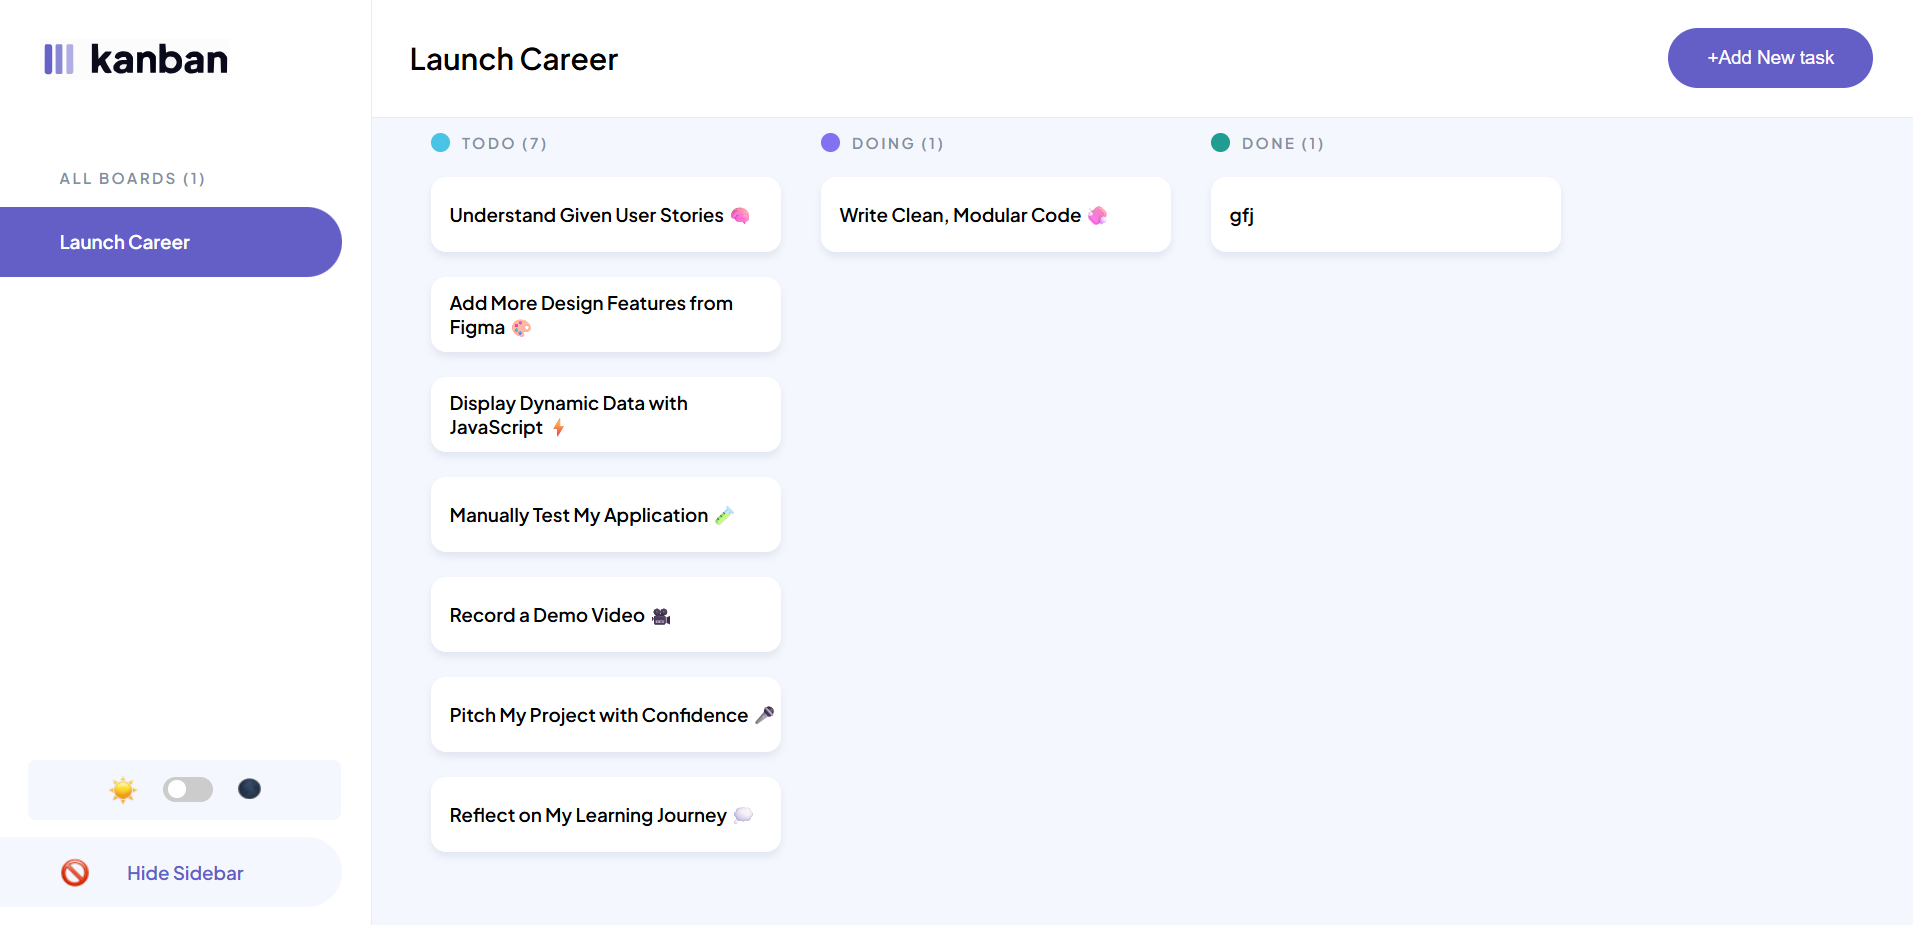 kanban
ALL BOARDS (1)
Launch Career
Hide Sidebar
Launch Career
+Add New task
TODO (7)
Understand Given User Stories 🧠
Add More Design Features from
Figma 🎨
Display Dynamic Data with
JavaScript ⚡
Manually Test My Application 🧪
Record a Demo Video 🎥
Pitch My Project with Confidence 🎤
Reflect on My Learning Journey 💭
DOING (1)
Write Clean, Modular Code 🧼
DONE (1)
gfj